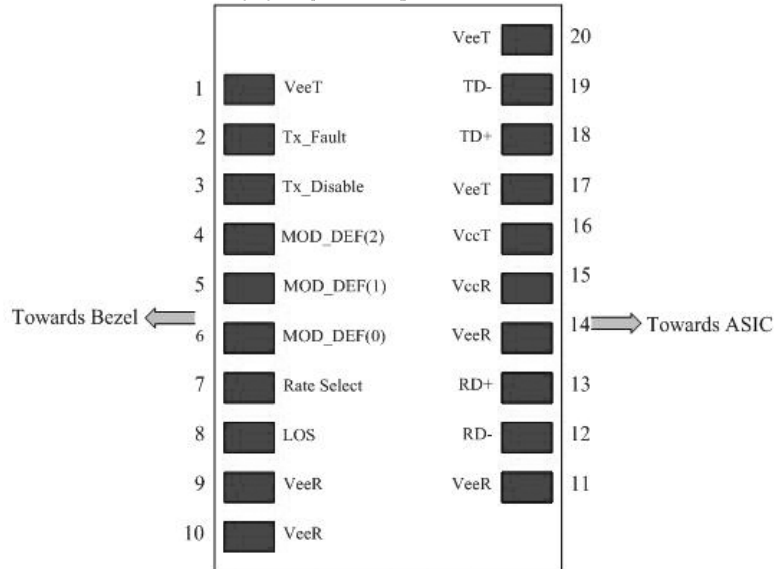 VeeT 20
1 VeeT TD- 19
2 Tx_Fault TD+ 18
3 Tx_Disable VeeT 17
4 MOD_DEF(2) VccT 16
5 MOD_DEF(1) VccR 15
Towards Bezel 6 MOD_DEF(0) VeeR 14 Towards ASIC
7 Rate Select RD+ 13
8 LOS RD- 12
9 VeeR VeeR 11
10 VeeR